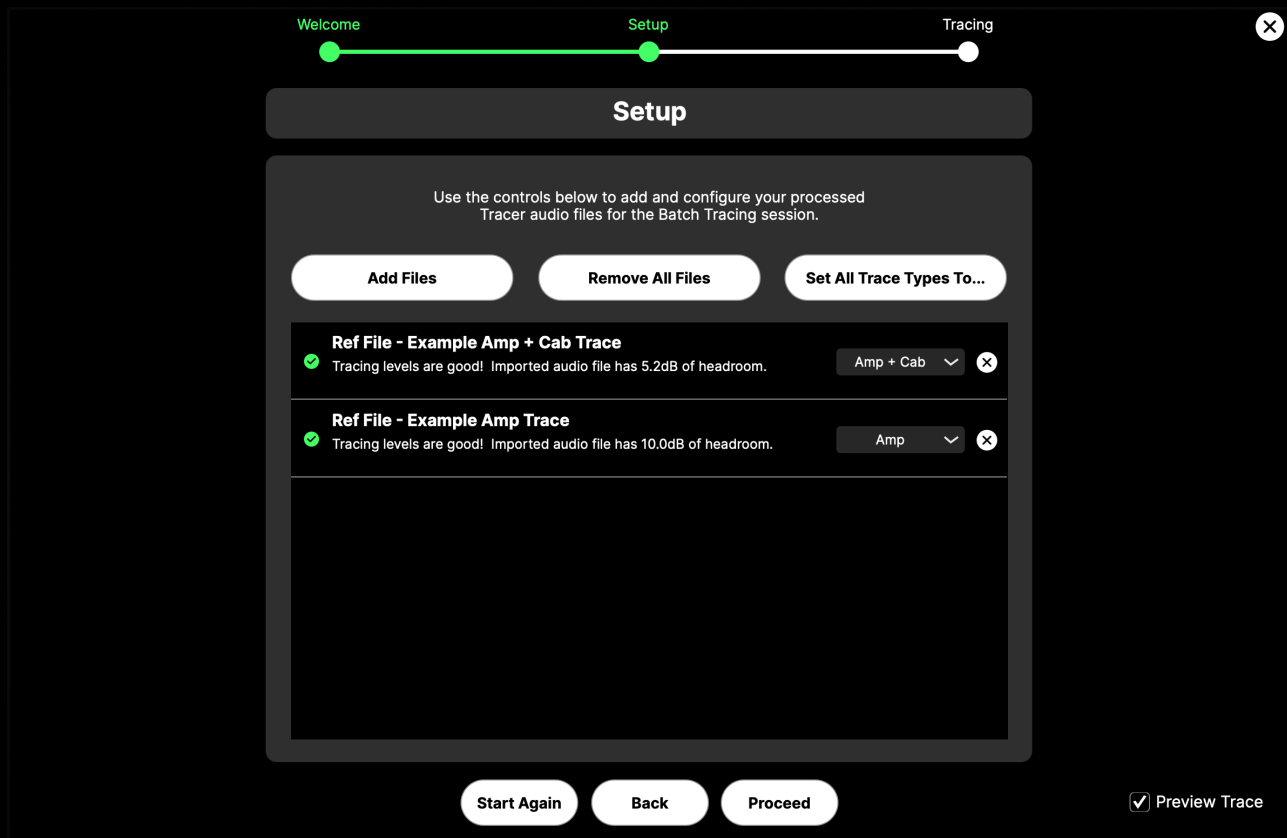 Welcome
Setup
Tracing
Setup
Use the controls below to add and configure your processed
Tracer audio files for the Batch Tracing session.
Add Files
Remove All Files
Set All Trace Types To...
Ref File - Example Amp + Cab Trace
Tracing levels are good!  Imported audio file has 5.2dB of headroom.
Amp + Cab
Ref File - Example Amp Trace
Tracing levels are good!  Imported audio file has 10.0dB of headroom.
Amp
Start Again
Back
Proceed
Preview Trace